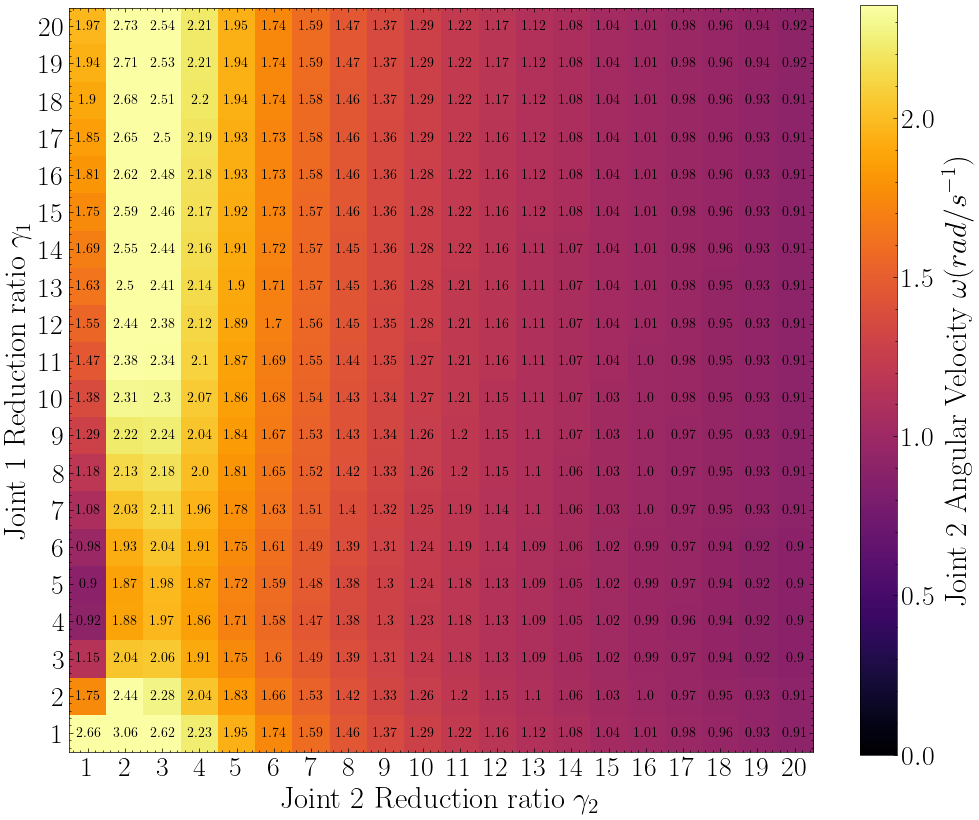 20 1.97 2.73 2.54 2.21 1.95 1.74 1.59 1.47 1.37 1.29 1.22 1.17 1.12 1.08 1.04 1.01 0.98 0.96 0.94 0.92
19 1.94 2.71 2.53 2.21 1.94 1.74 1.59 1.47 1.37 1.29 1.22 1.17 1.12 1.08 1.04 1.01 0.98 0.96 0.94 0.92
18 1.9 2.68 2.51 2.2 1.94 1.74 1.58 1.46 1.37 1.29 1.22 1.17 1.12 1.08 1.04 1.01 0.98 0.96 0.93 0.91
17 1.85 2.65 2.5 2.19 1.93 1.73 1.58 1.46 1.36 1.29 1.22 1.16 1.12 1.08 1.04 1.01 0.98 0.96 0.93 0.91
16 1.81 2.62 2.48 2.18 1.93 1.73 1.58 1.46 1.36 1.28 1.22 1.16 1.12 1.08 1.04 1.01 0.98 0.96 0.93 0.91
15 1.75 2.59 2.46 2.17 1.92 1.73 1.57 1.46 1.36 1.28 1.22 1.16 1.12 1.08 1.04 1.01 0.98 0.96 0.93 0.91
14 1.69 2.55 2.44 2.16 1.91 1.72 1.57 1.45 1.36 1.28 1.22 1.16 1.11 1.07 1.04 1.01 0.98 0.96 0.93 0.91
13 1.63 2.5 2.41 2.14 1.9 1.71 1.57 1.45 1.36 1.28 1.21 1.16 1.11 1.07 1.04 1.01 0.98 0.95 0.93 0.91
12 1.55 2.44 2.38 2.12 1.89 1.7 1.56 1.45 1.35 1.28 1.21 1.16 1.11 1.07 1.04 1.01 0.98 0.95 0.93 0.91
11 1.47 2.38 2.34 2.1 1.87 1.69 1.55 1.44 1.35 1.27 1.21 1.16 1.11 1.07 1.04 1.0 0.98 0.95 0.93 0.91
10 1.38 2.31 2.3 2.07 1.86 1.68 1.54 1.43 1.34 1.27 1.21 1.15 1.11 1.07 1.03 1.0 0.98 0.95 0.93 0.91
9 1.29 2.22 2.24 2.04 1.84 1.67 1.53 1.43 1.34 1.26 1.2 1.15 1.1 1.07 1.03 1.0 0.97 0.95 0.93 0.91
8 1.18 2.13 2.18 2.0 1.81 1.65 1.52 1.42 1.33 1.26 1.2 1.15 1.1 1.06 1.03 1.0 0.97 0.95 0.93 0.91
7 1.08 2.03 2.11 1.96 1.78 1.63 1.51 1.4 1.32 1.25 1.19 1.14 1.1 1.06 1.03 1.0 0.97 0.95 0.93 0.91
6 0.98 1.93 2.04 1.91 1.75 1.61 1.49 1.39 1.31 1.24 1.19 1.14 1.09 1.06 1.02 0.99 0.97 0.94 0.92 0.9
5 0.9 1.87 1.98 1.87 1.72 1.59 1.48 1.38 1.3 1.24 1.18 1.13 1.09 1.05 1.02 0.99 0.97 0.94 0.92 0.9
4 0.92 1.88 1.97 1.86 1.71 1.58 1.47 1.38 1.3 1.23 1.18 1.13 1.09 1.05 1.02 0.99 0.96 0.94 0.92 0.9
3 1.15 2.04 2.06 1.91 1.75 1.6 1.49 1.39 1.31 1.24 1.18 1.13 1.09 1.05 1.02 0.99 0.97 0.94 0.92 0.9
2 1.75 2.44 2.28 2.04 1.83 1.66 1.53 1.42 1.33 1.26 1.2 1.15 1.1 1.06 1.03 1.0 0.97 0.95 0.93 0.91
1 2.66 3.06 2.62 2.23 1.95 1.74 1.59 1.46 1.37 1.29 1.22 1.16 1.12 1.08 1.04 1.01 0.98 0.96 0.93 0.91
1 2 3 4 5 6 7 8 9 10 11 12 13 14 15 16 17 18 19 20
Joint 2 Reduction ratio γ₂
Joint 1 Reduction ratio γ₁
2.0
1.5
1.0
0.5
0.0
Joint 2 Angular Velocity ω(rad/s⁻¹)